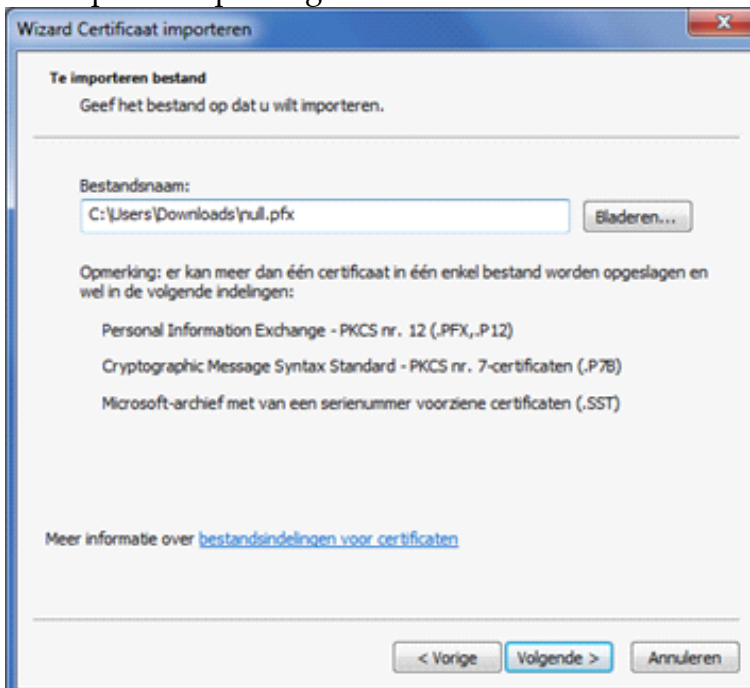 Wizard Certificaat importeren
Te importeren bestand
Geef het bestand op dat u wilt importeren.
Bestandsnaam:
C:\Users\Downloads\null.pfx
Bladeren...
Opmerking: er kan meer dan één certificaat in één enkel bestand worden opgeslagen en
wel in de volgende indelingen:
Personal Information Exchange - PKCS nr. 12 (.PFX,.P12)
Cryptographic Message Syntax Standard - PKCS nr. 7-certificaten (.P7B)
Microsoft-archief met van een serienummer voorziene certificaten (.SST)
Meer informatie over bestandsindelingen voor certificaten
< Vorige
Volgende >
Annuleren